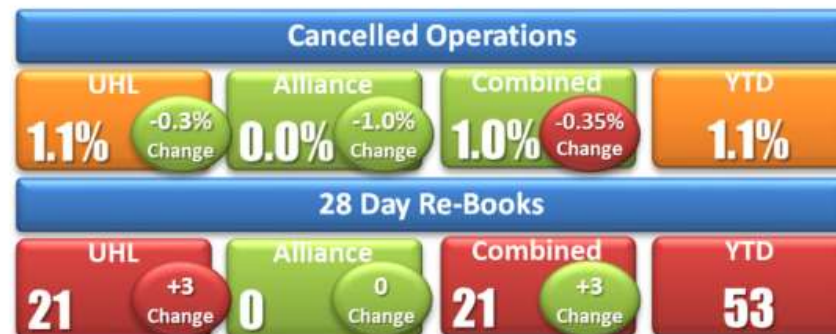 Cancelled Operations
UHL Alliance Combined YTD
1.1% -0.3% Change 0.0% -1.0% Change 1.0% -0.35% Change 1.1%
28 Day Re-Books
UHL Alliance Combined YTD
21 +3 Change 0 0 Change 21 +3 Change 53